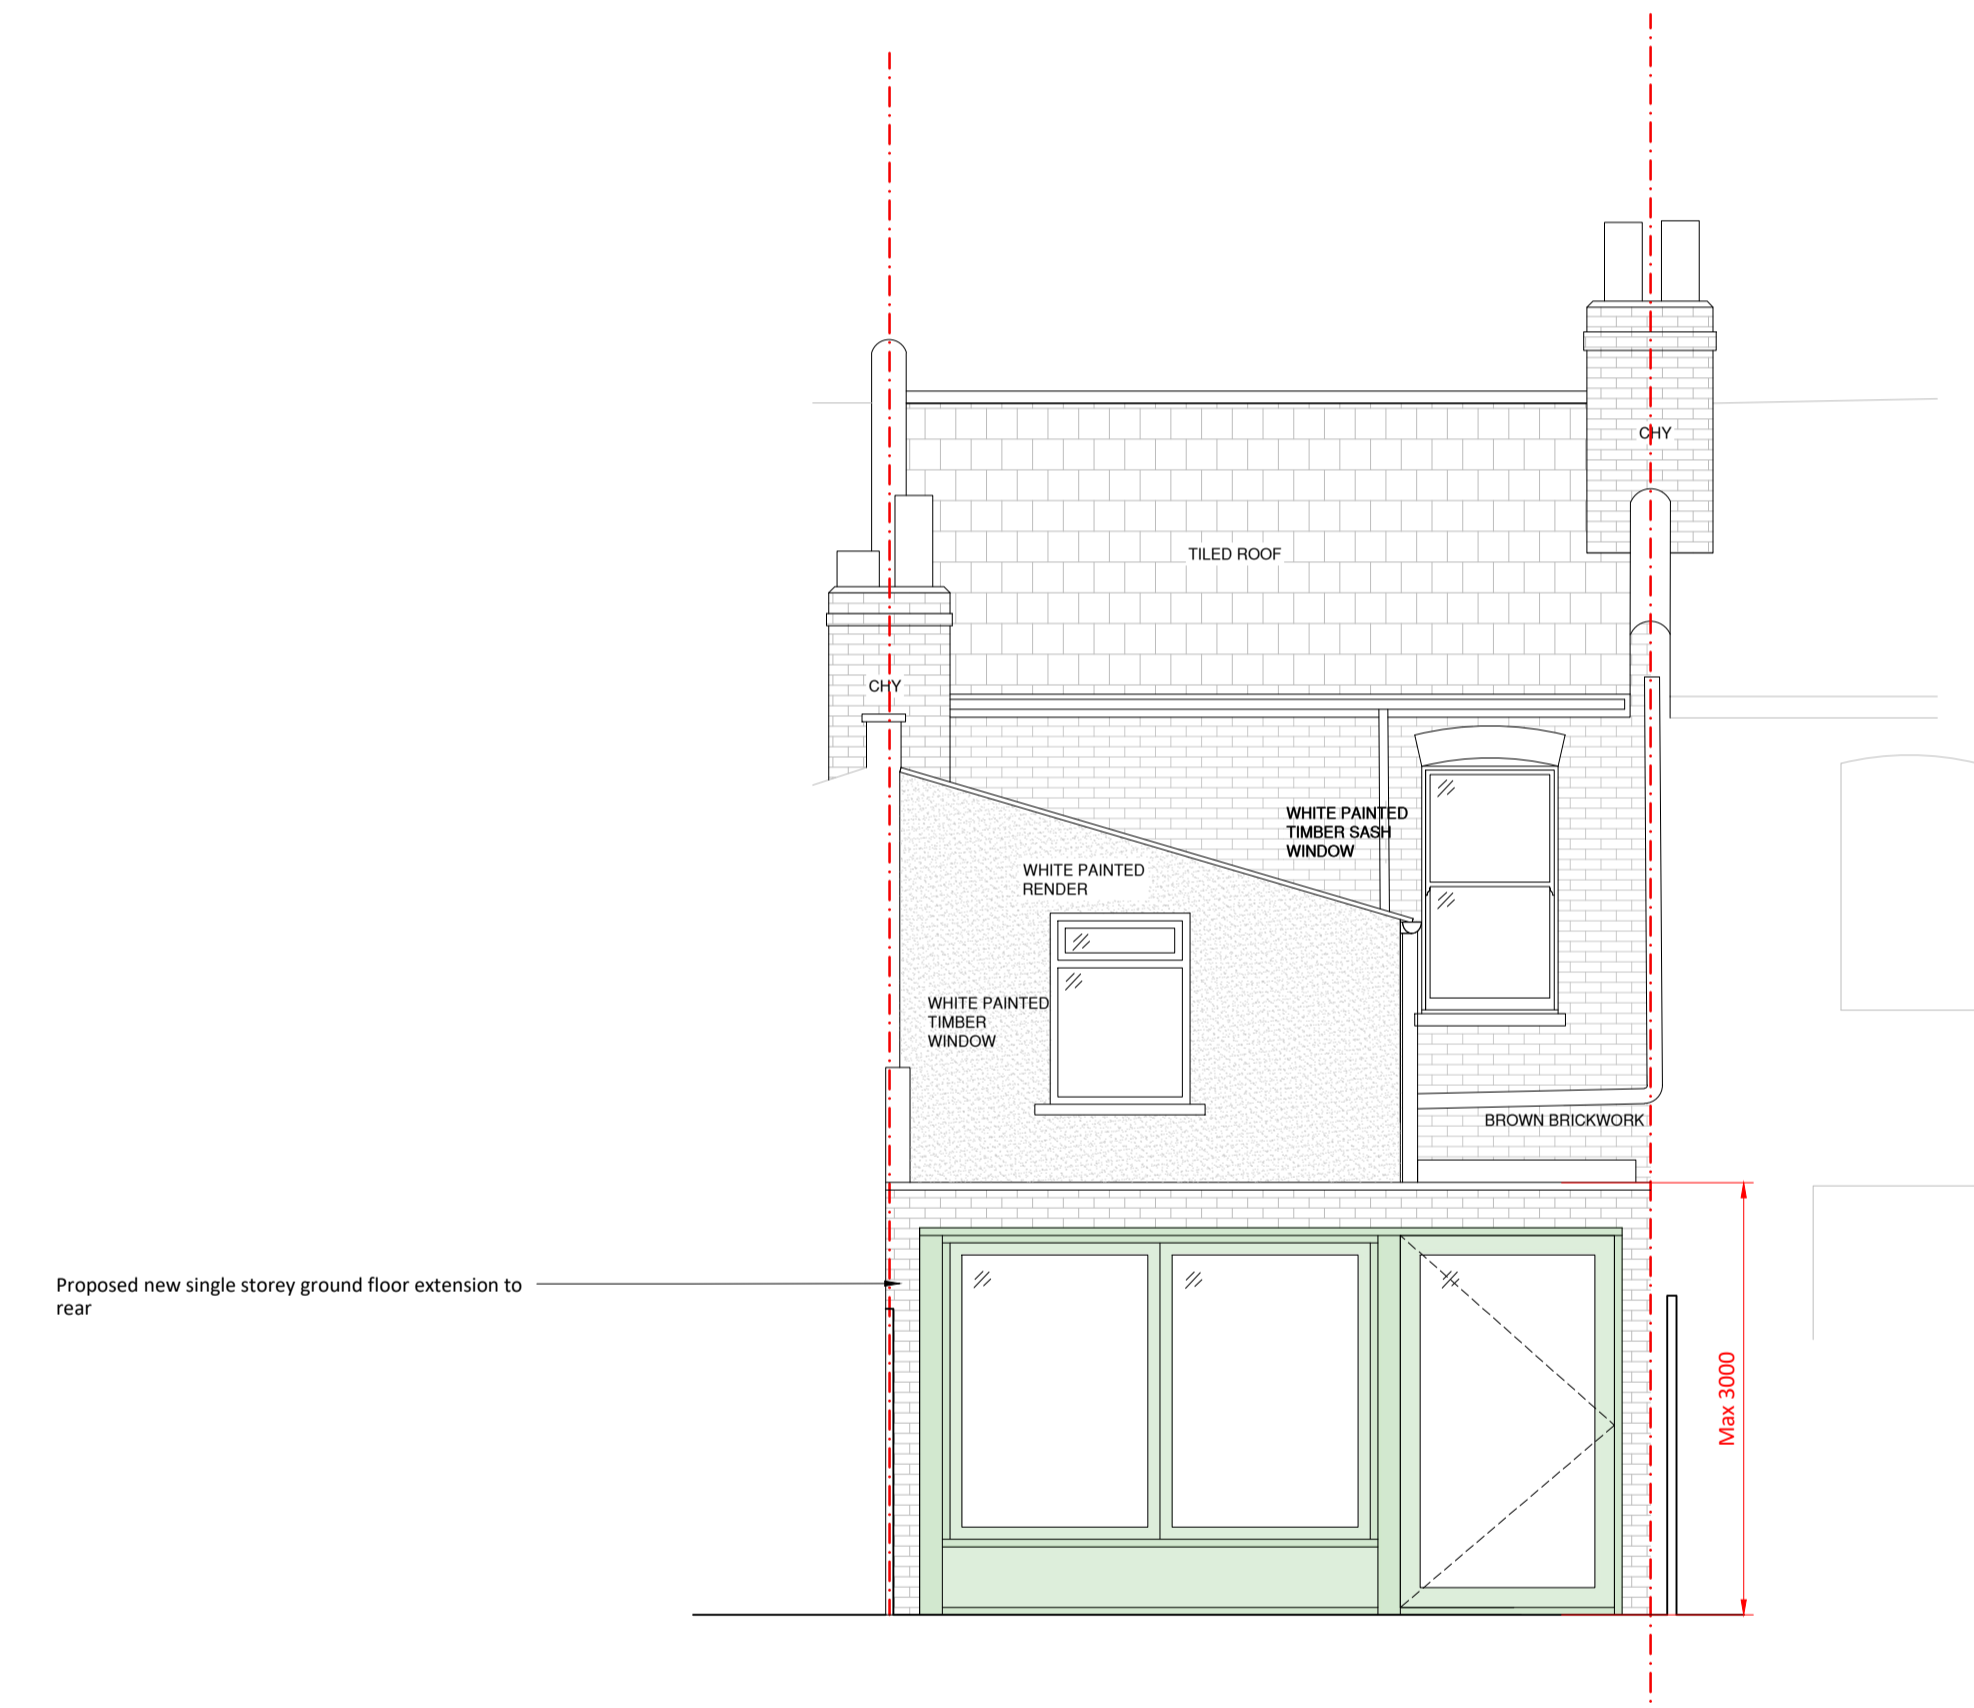 CHY
TILED ROOF
CHY
WHITE PAINTED
TIMBER SASH
WINDOW
WHITE PAINTED
RENDER
WHITE PAINTED
TIMBER
WINDOW
BROWN BRICKWORK
Proposed new single storey ground floor extension to
rear
Max 3000